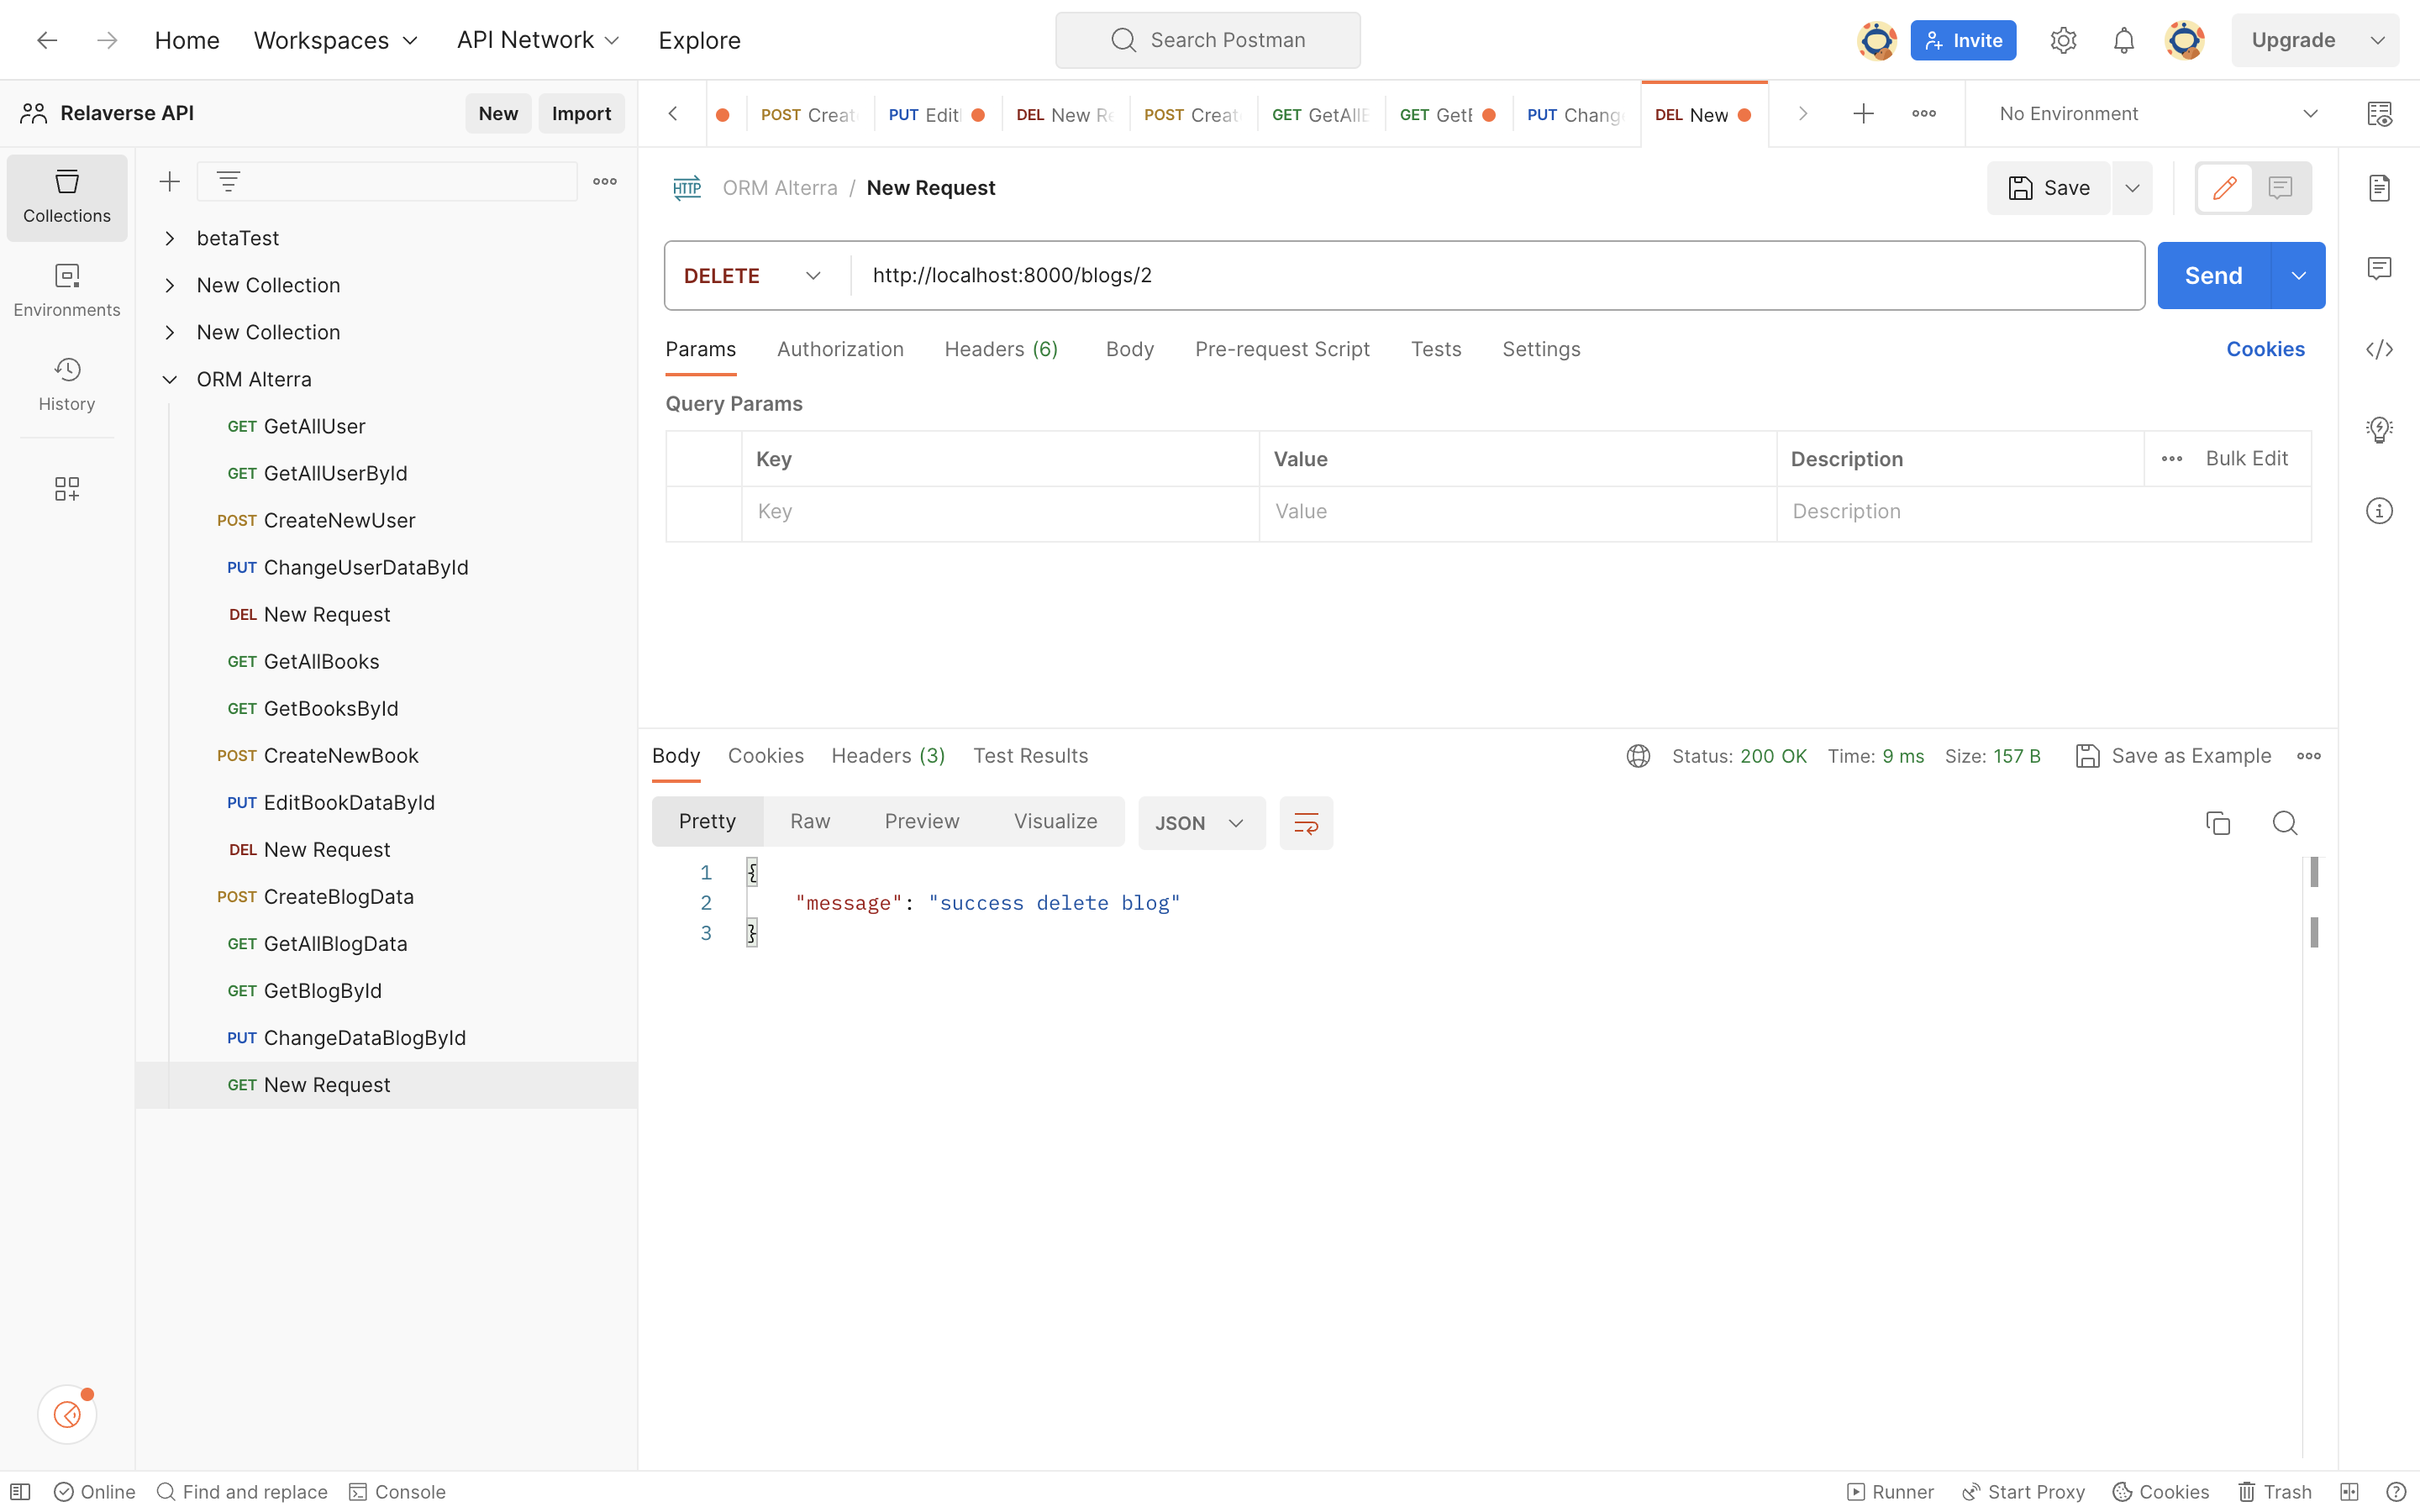 Home Workspaces API Network Explore Search Postman Invite Upgrade
Relaverse API New Import
POST Creat PUT Edit DEL New Re POST Creat GET GetAllB GET GetB PUT Chang DEL New No Environment
Collections
Environments
History
betaTest
New Collection
New Collection
ORM Alterra
GET GetAllUser
GET GetAllUserById
POST CreateNewUser
PUT ChangeUserDataById
DEL New Request
GET GetAllBooks
GET GetBooksById
POST CreateNewBook
PUT EditBookDataById
DEL New Request
POST CreateBlogData
GET GetAllBlogData
GET GetBlogById
PUT ChangeDataBlogById
GET New Request
HTTP ORM Alterra / New Request Save
DELETE http://localhost:8000/blogs/2 Send
Params Authorization Headers (6) Body Pre-request Script Tests Settings Cookies
Query Params
Key Value Description Bulk Edit
Key Value Description
Body Cookies Headers (3) Test Results Status: 200 OK Time: 9 ms Size: 157 B Save as Example
Pretty Raw Preview Visualize JSON
1 {
2 "message": "success delete blog"
3 }
Online Find and replace Console Runner Start Proxy Cookies Trash